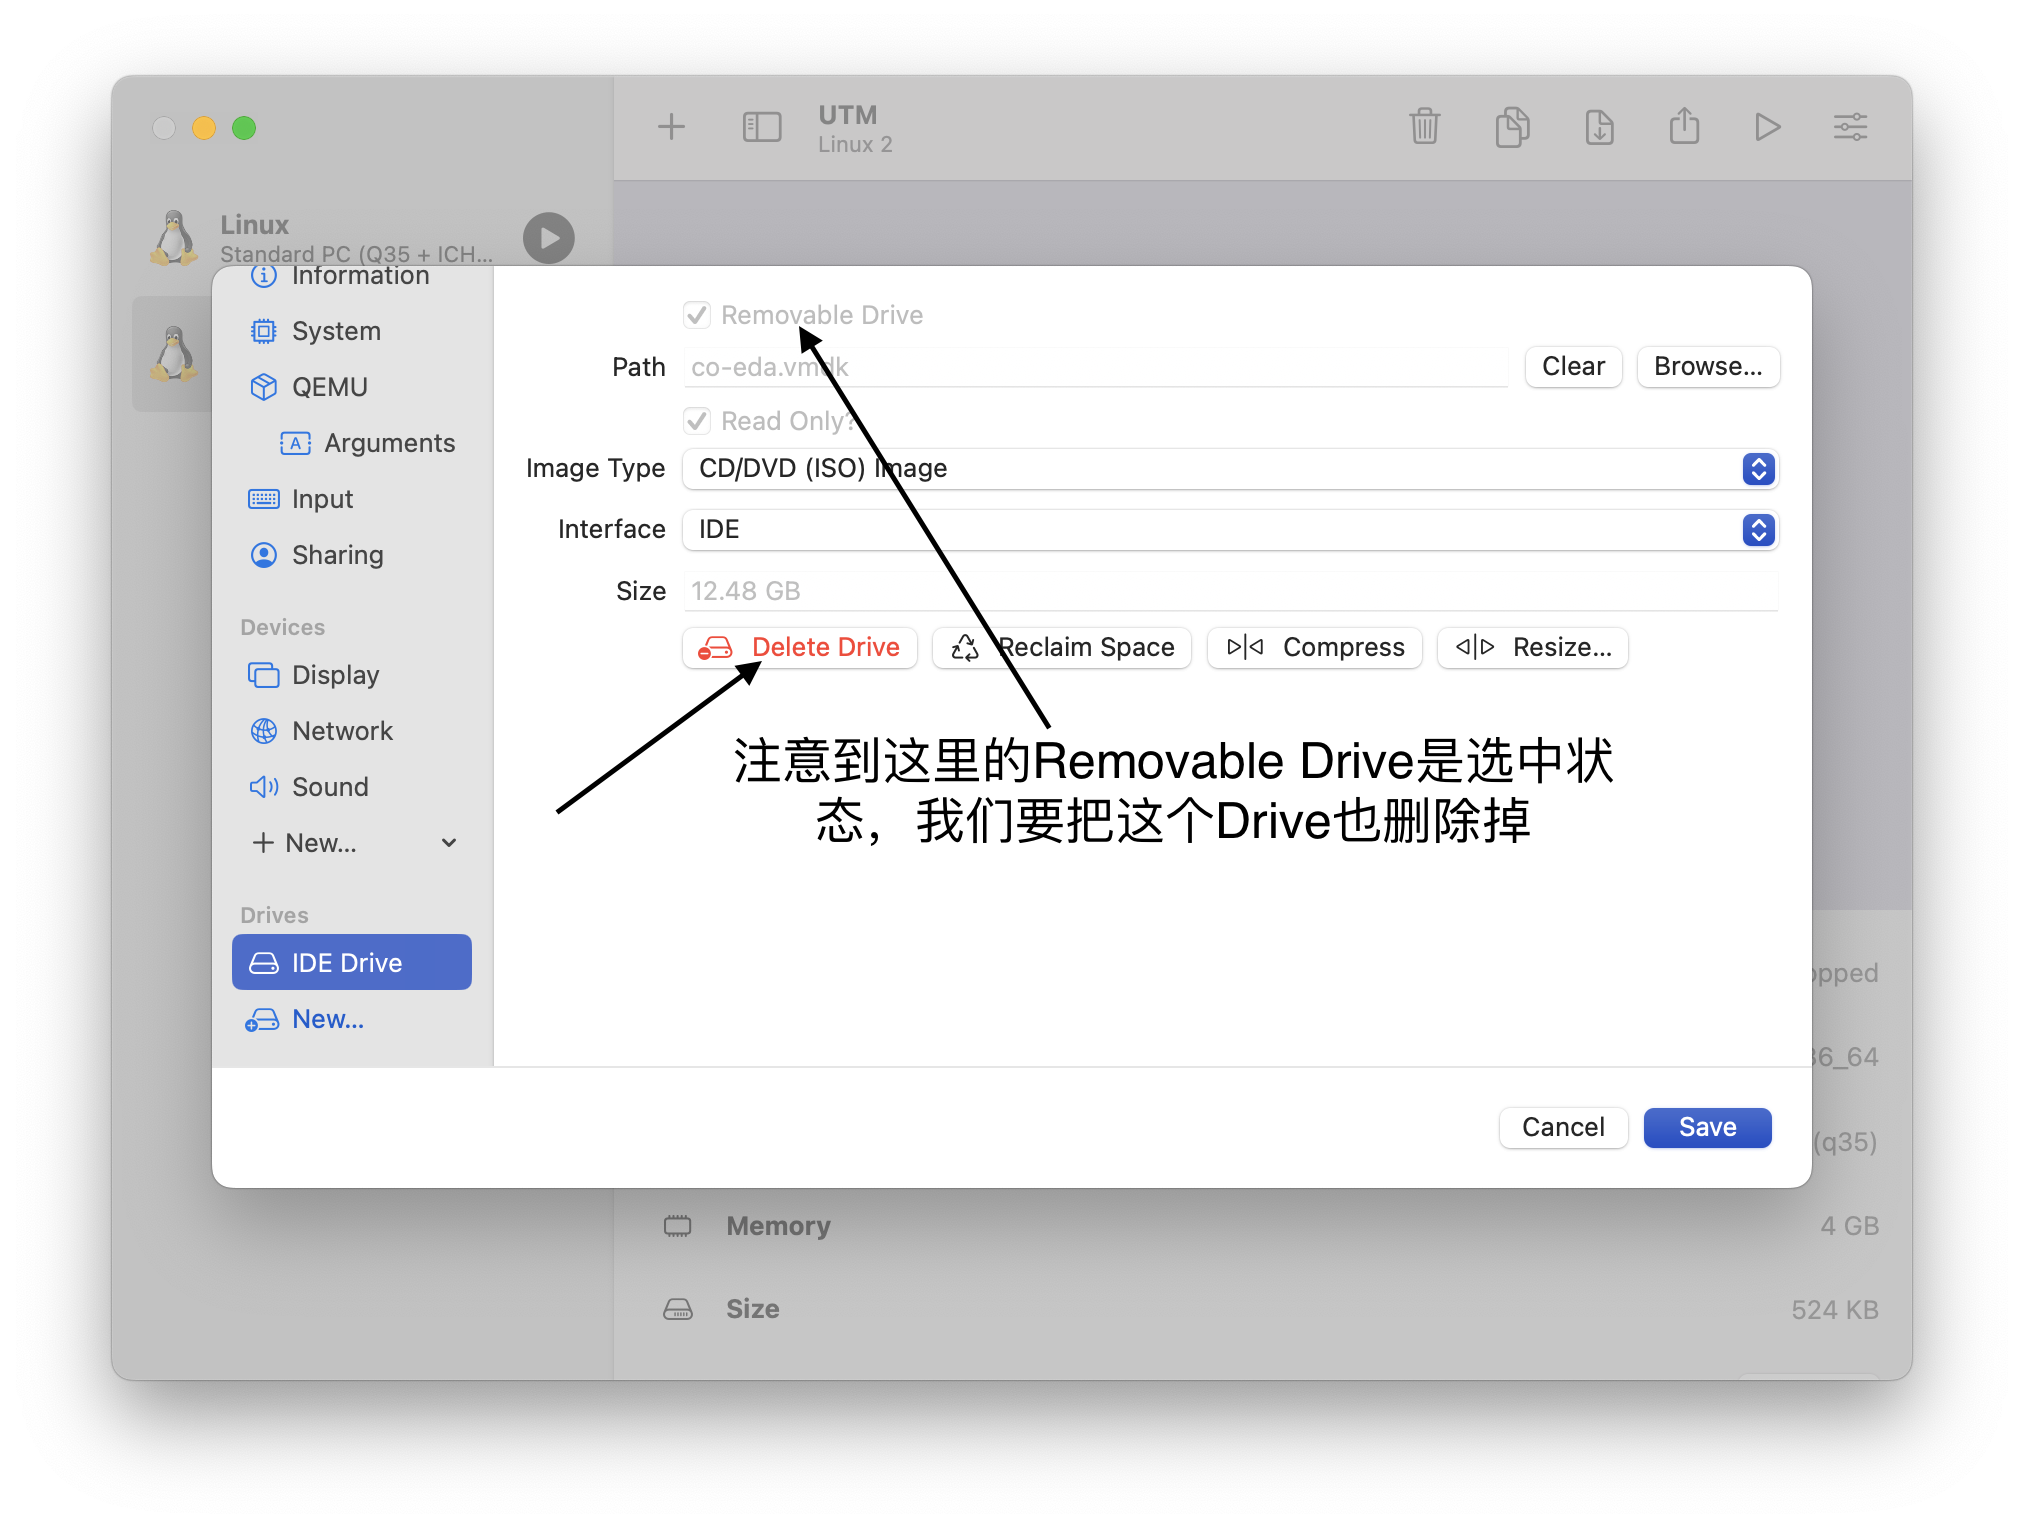 UTM
Linux 2
Linux
Standard PC (Q35 + ICH...
Information
System
QEMU
A
Arguments
Input
Sharing
Devices
Display
Network
Sound
New...
Drives
IDE Drive
New...
Removable Drive
Path
co-eda.vmdk
Clear
Browse...
Read Only?
Image Type
CD/DVD (ISO) Image
Interface
IDE
Size
12.48 GB
Delete Drive
Reclaim Space
Compress
Resize...
注意到这里的Removable Drive是选中状
态，我们要把这个Drive也删除掉
Cancel
Save
opped
86_64
(q35)
Memory
4 GB
Size
524 KB